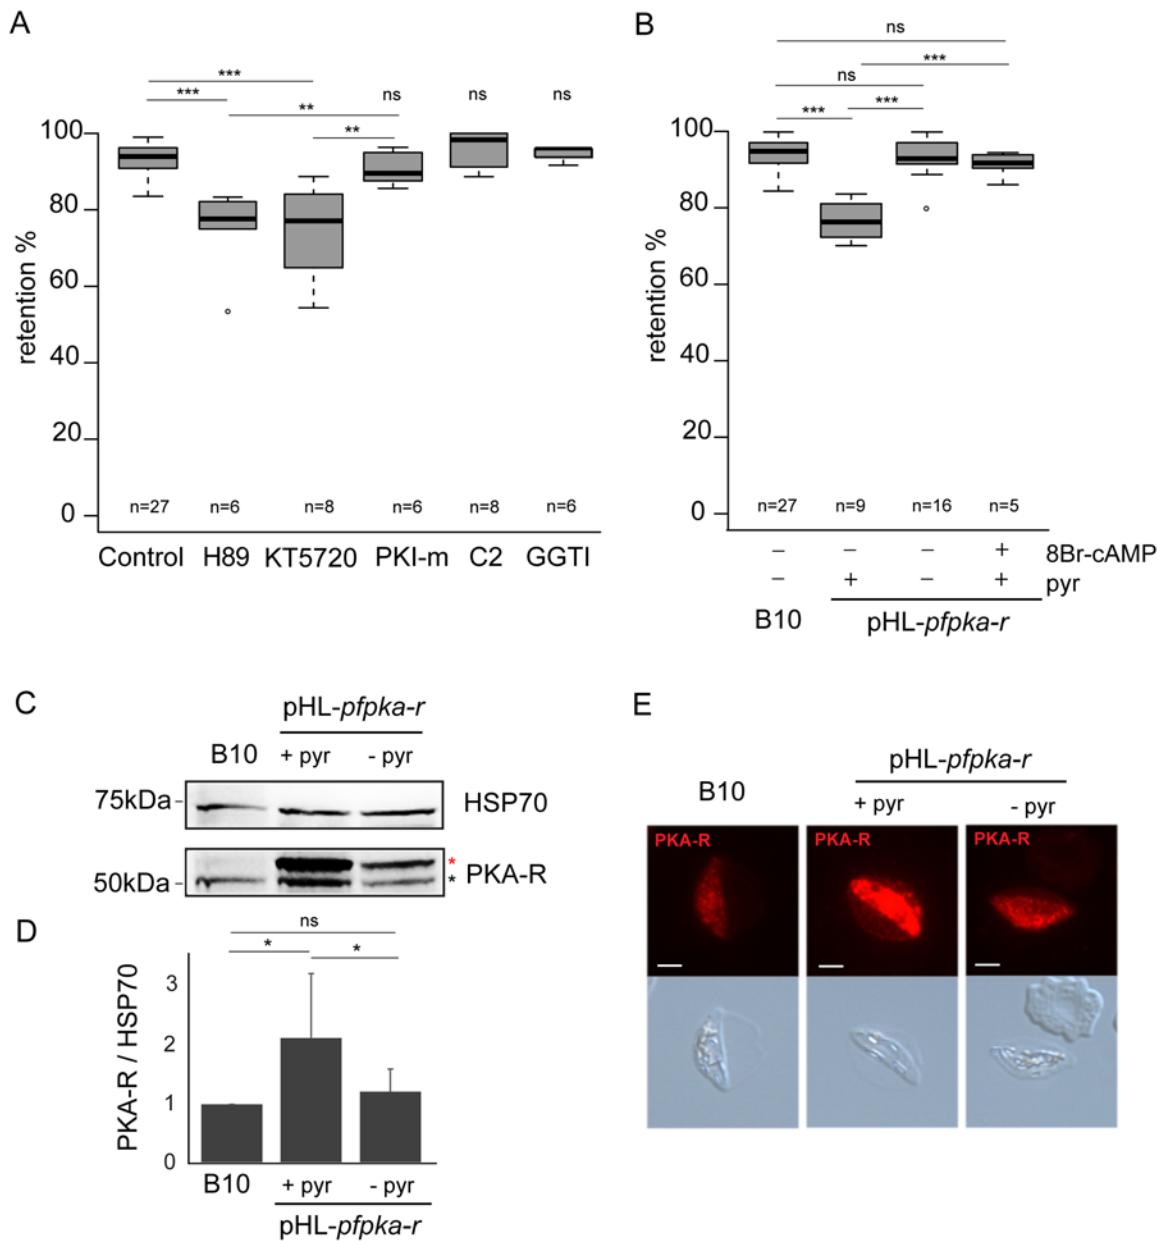 A
***
***
ns
ns
ns
**
**
100
80
60
40
20
0
retention %
n=27
n=6
n=8
n=6
n=8
n=6
Control
H89
KT5720
PKI-m
C2
GGTI
B
ns
***
ns
***
***
100
80
60
40
20
0
retention %
n=27
n=9
n=16
n=5
– – – + 8Br-cAMP
– + – + pyr
B10
pHL-pfpka-r
C
pHL-pfpka-r
B10
+ pyr
- pyr
75kDa
HSP70
50kDa
*
*
PKA-R
D
ns
*
*
3
2
1
0
PKA-R / HSP70
B10
+ pyr
- pyr
pHL-pfpka-r
E
pHL-pfpka-r
B10
+ pyr
- pyr
PKA-R
PKA-R
PKA-R